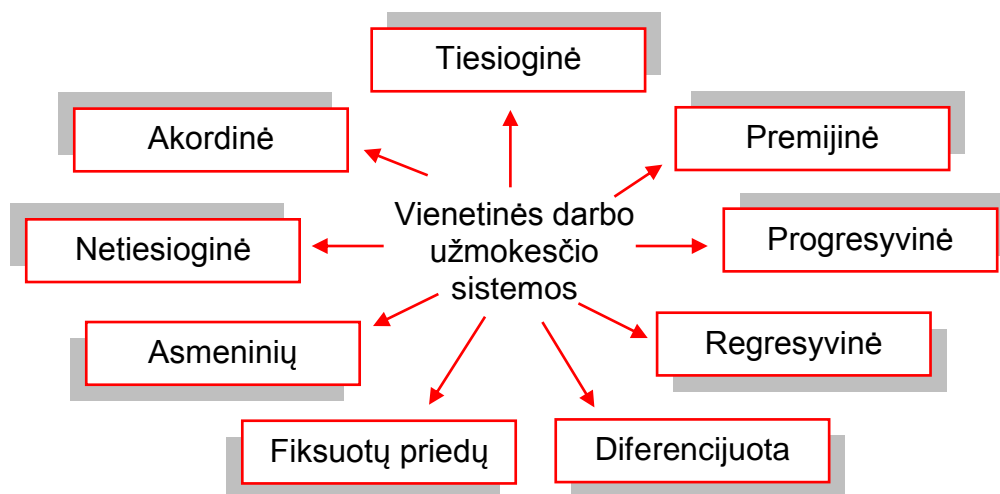 Tiesioginė
Akordinė
Premijinė
Vienetinės darbo
užmokesčio
sistemos
Netiesioginė
Progresyvinė
Asmeninių
Regresyvinė
Fiksuotų priedų
Diferencijuota